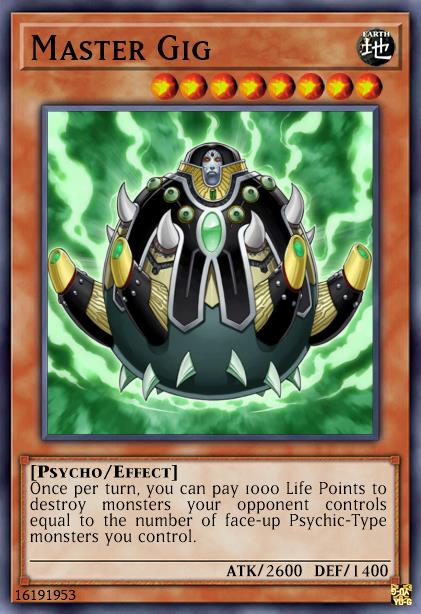 Master Gig
EARTH
地
[Psycho/Effect]
Once per turn, you can pay 1000 Life Points to
destroy monsters your opponent controls
equal to the number of face-up Psychic-Type
monsters you control.
ATK/2600 DEF/1400
16191953